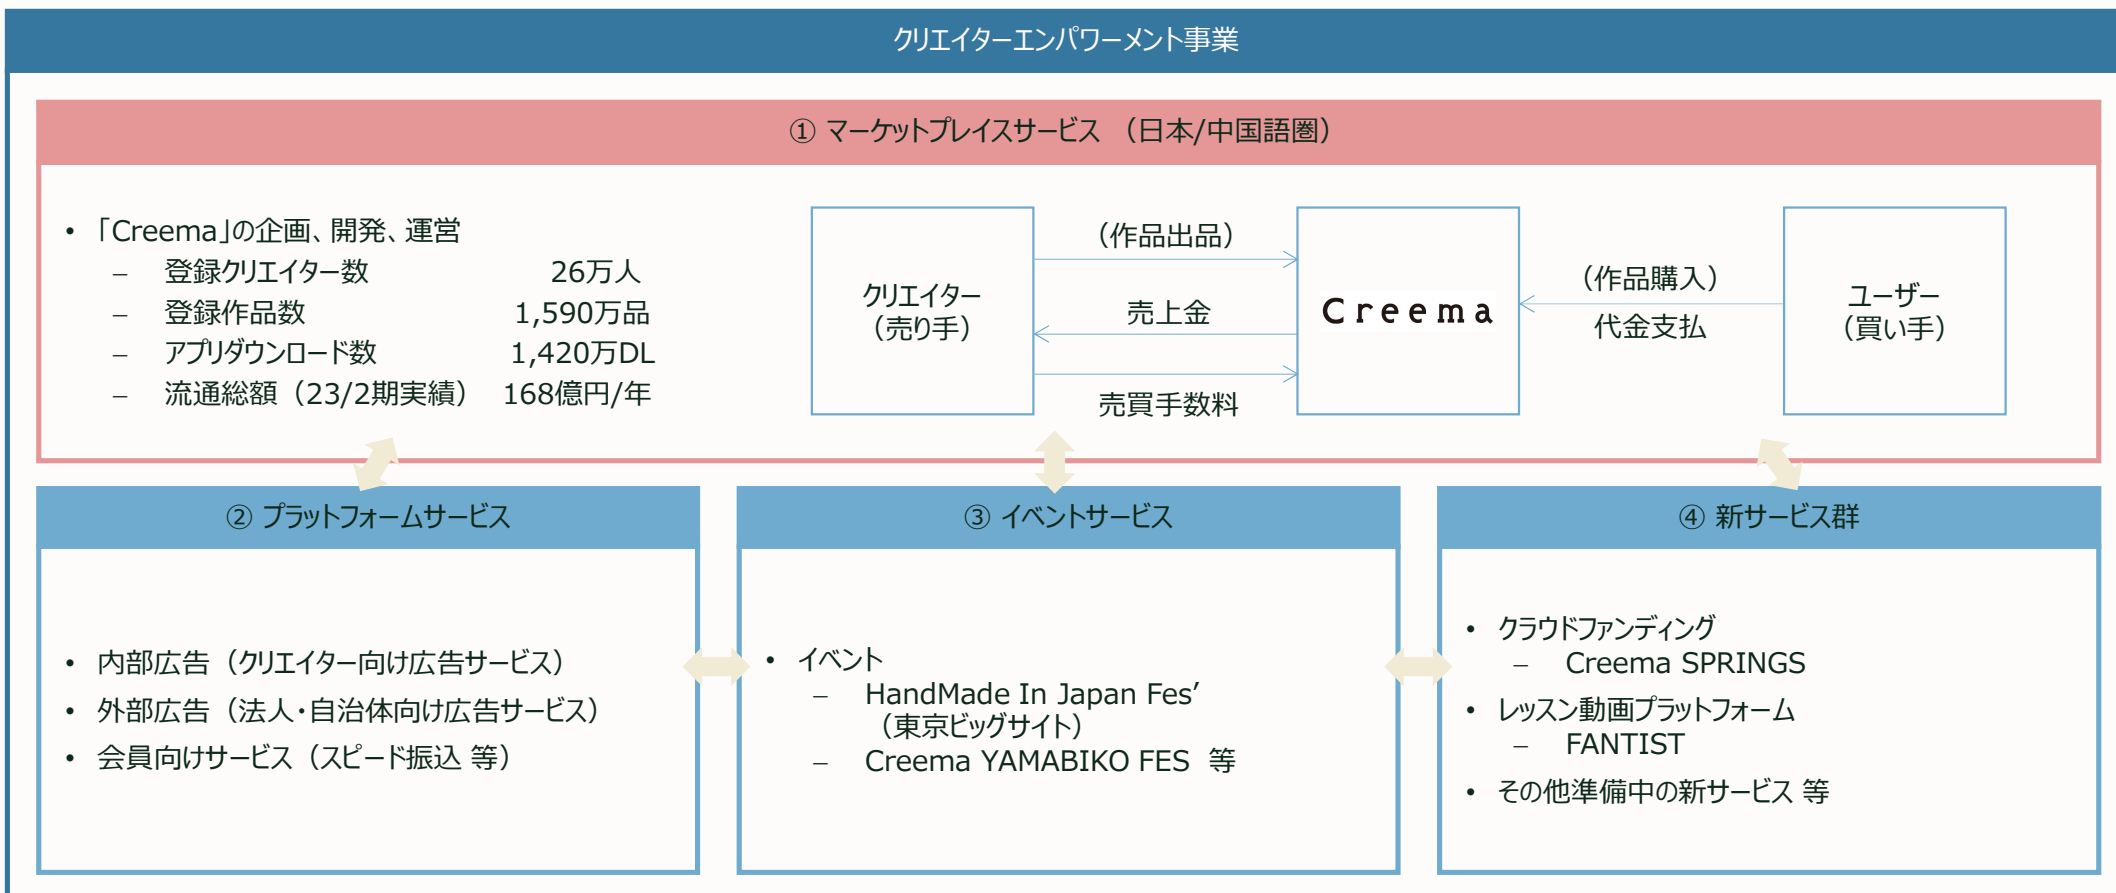 クリエイターエンパワーメント事業
① マーケットプレイスサービス （日本/中国語圏）
• 「Creema」の企画、開発、運営
– 登録クリエイター数 26万人
– 登録作品数 1,590万品
– アプリダウンロード数 1,420万DL
– 流通総額（23/2期実績） 168億円/年
クリエイター
（売り手）
（作品出品）
売上金
売買手数料
Creema
（作品購入）
代金支払
ユーザー
（買い手）
② プラットフォームサービス
• 内部広告（クリエイター向け広告サービス）
• 外部広告（法人・自治体向け広告サービス）
• 会員向けサービス（スピード振込 等）
③ イベントサービス
• イベント
– HandMade In Japan Fes’
（東京ビッグサイト）
– Creema YAMABIKO FES 等
④ 新サービス群
• クラウドファンディング
– Creema SPRINGS
• レッスン動画プラットフォーム
– FANTIST
• その他準備中の新サービス 等